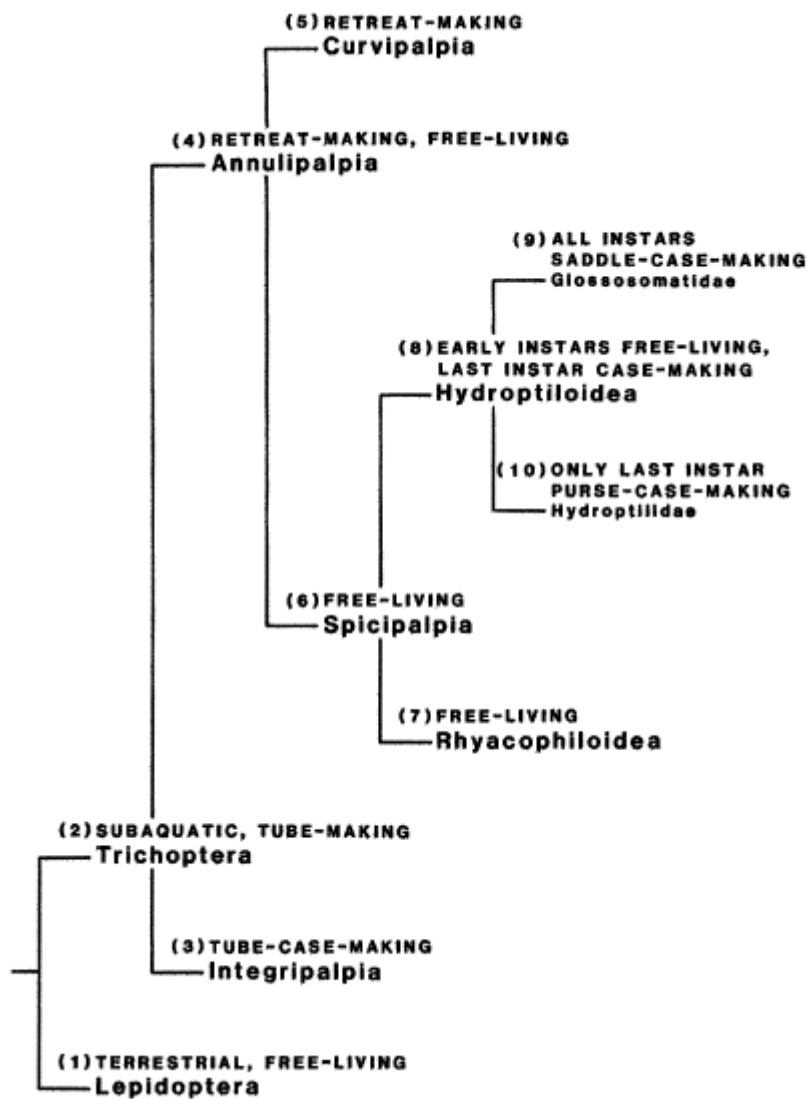 (5) RETREAT-MAKING
Curvipalpia
(4) RETREAT-MAKING, FREE-LIVING
Annulipalpia
(9) ALL INSTARS
SADDLE-CASE-MAKING
Glossosomatidae
(8) EARLY INSTARS FREE-LIVING,
LAST INSTAR CASE-MAKING
Hydroptiloidea
(10) ONLY LAST INSTAR
PURSE-CASE-MAKING
Hydroptilidae
(6) FREE-LIVING
Spicipalpia
(7) FREE-LIVING
Rhyacophiloidea
(2) SUBAQUATIC, TUBE-MAKING
Trichoptera
(3) TUBE-CASE-MAKING
Integripalpia
(1) TERRESTRIAL, FREE-LIVING
Lepidoptera